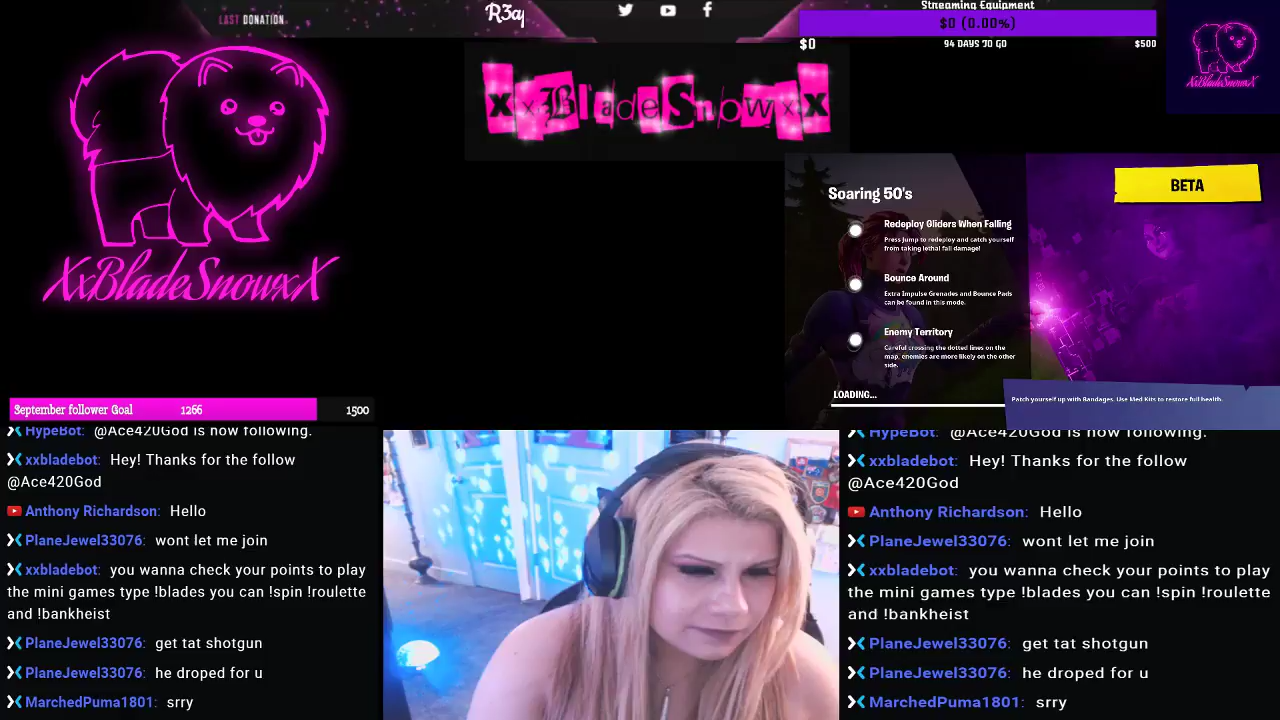 LAST DONATION
R3aj
Streaming Equipment
$0 (0.00%)
$0
94 DAYS TO GO
$500
XxBladeSnowxX
XxBladeSnowxX
XxBladeSnowxX
BETA
Soaring 50's
Redeploy Gliders When Falling
Press Jump to redeploy and catch yourself
from taking lethal fall damage!
Bounce Around
Extra Impulse Grenades and Bounce Pads
can be found in this mode.
Enemy Territory
Careful crossing the dotted lines on the
map, enemies are more likely on the other
side.
LOADING...
Patch yourself up with Bandages. Use Med Kits to restore full health.
September follower Goal
1266
1500
HypeBot: @Ace420God is now following.
xxbladebot: Hey! Thanks for the follow
@Ace420God
Anthony Richardson: Hello
PlaneJewel33076: wont let me join
xxbladebot: you wanna check your points to play
the mini games type !blades you can !spin !roulette
and !bankheist
PlaneJewel33076: get tat shotgun
PlaneJewel33076: he droped for u
MarchedPuma1801: srry
HypeBot: @Ace420God is now following.
xxbladebot: Hey! Thanks for the follow
@Ace420God
Anthony Richardson: Hello
PlaneJewel33076: wont let me join
xxbladebot: you wanna check your points to play
the mini games type !blades you can !spin !roulette
and !bankheist
PlaneJewel33076: get tat shotgun
PlaneJewel33076: he droped for u
MarchedPuma1801: srry